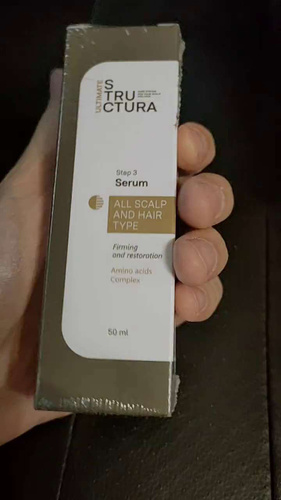 ULTIMATE
S
TRU
CTURA
Step 3
Serum
ALL SCALP
AND HAIR
TYPE
Firming
and restoration
Amino acids
Complex
50 ml